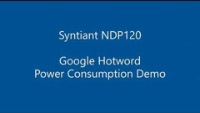 Syntiant NDP120
Google Hotword
Power Consumption Demo